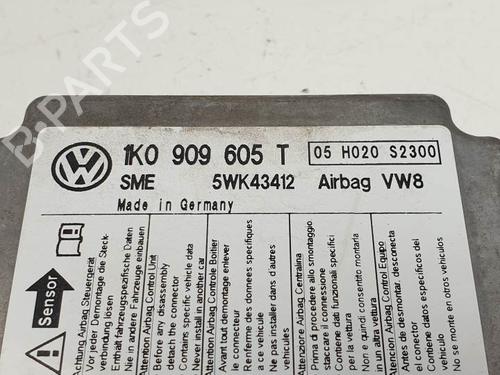 B-PARTS
1K0 909 605 T
05 H020 S2300
SME 5WK43412 Airbag VW8
Made in Germany
Sensor
Achtung Airbag Steuergerät
Vor jeder Demontage die Steck-
verbindung lösen
Enthält fahrzeugspezifische Daten
Nie in anderen Fahrzeugen einbauen
Attention Airbag Control Unit
Before any disassembly
detach the connector
Contains specific vehicle data
Never install in another car
Attention Airbag Controle Boîtier
Avant démontage enlever
le connecteur
Renferme des données spécifiques
à ce véhicule
Ne pas installer dans d'autres
véhicules
Attenzione Airbag Centralina
Prima di procedere allo smontaggio
staccare il connessione
Contiene dati funzionali specifici
per la vettura
Non e quindi consentito montarla
in un'altra vettura
Atención Airbag Control Equipo
Antes de desmontar, desconecta
el conector
Contiene datos específicos del
vehículo
No se monte en otros vehículos